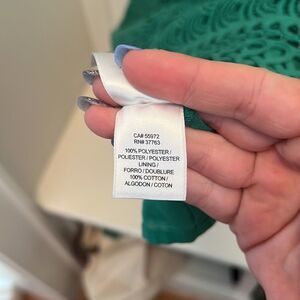 CA# 55972
RN# 37763
100% POLYESTER /
POLIESTER / POLYESTER
LINING /
FORRO / DOUBLURE
100% COTTON /
ALGODON / COTON